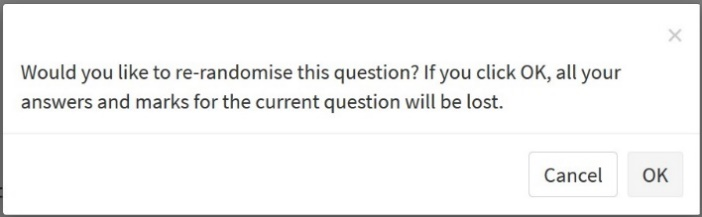 Would you like to re-randomise this question? If you click OK, all your
answers and marks for the current question will be lost.
Cancel OK